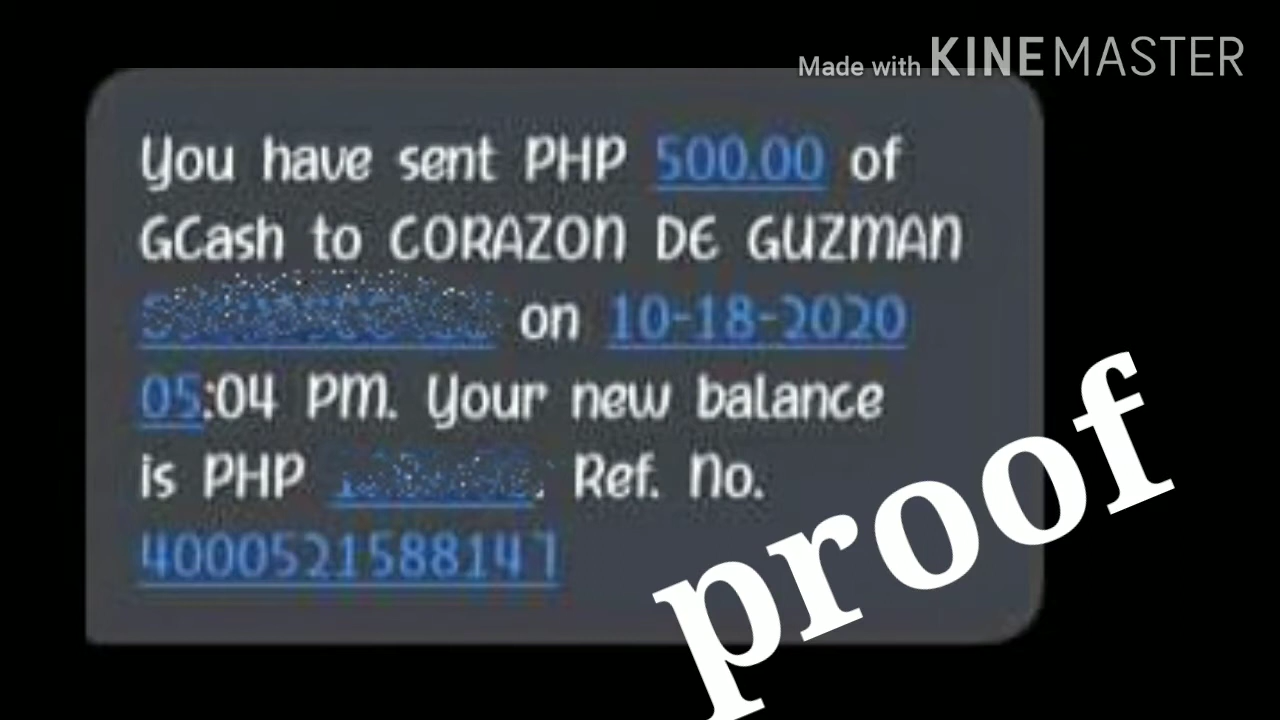 Made with KINEMASTER
You have sent PHP 500.00 of
GCash to CORAZON DE GUZMAN
on 10-18-2020
05:04 PM. Your new balance
is PHP . Ref. No.
4000521588147
proof